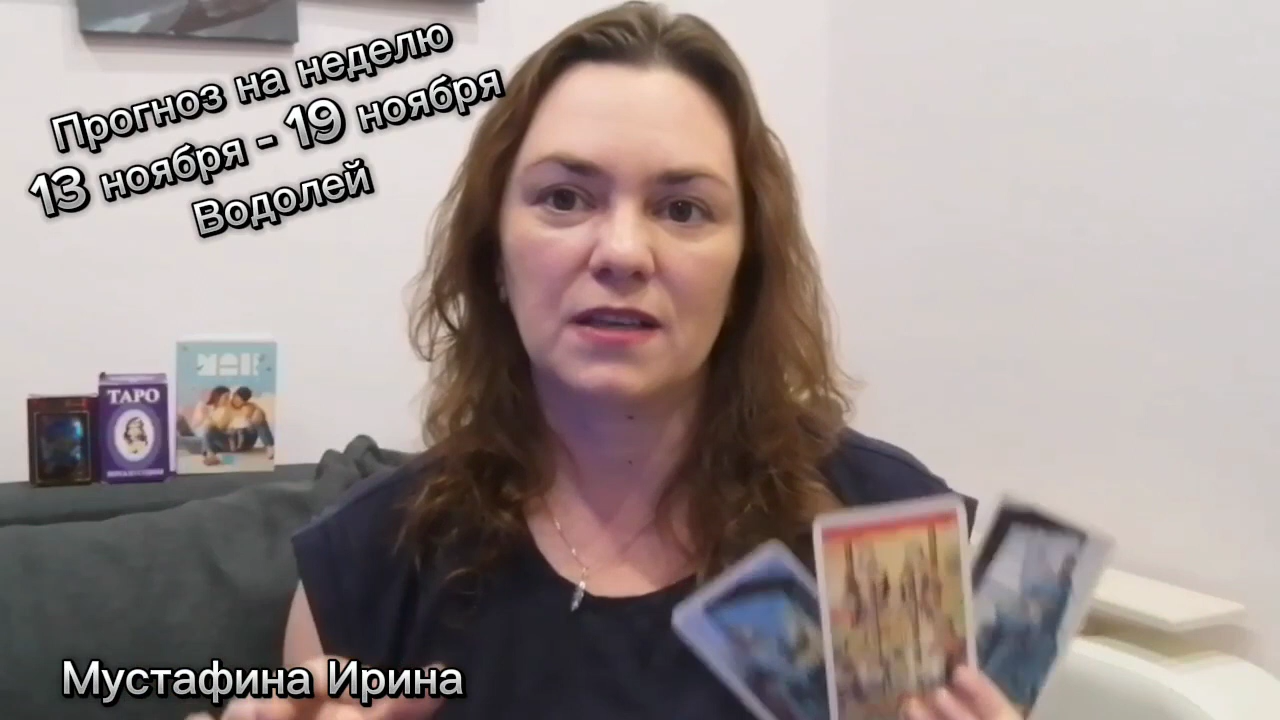 Прогноз на неделю
13 ноября - 19 ноября
Водолей
ТАРО
Мустафина Ирина